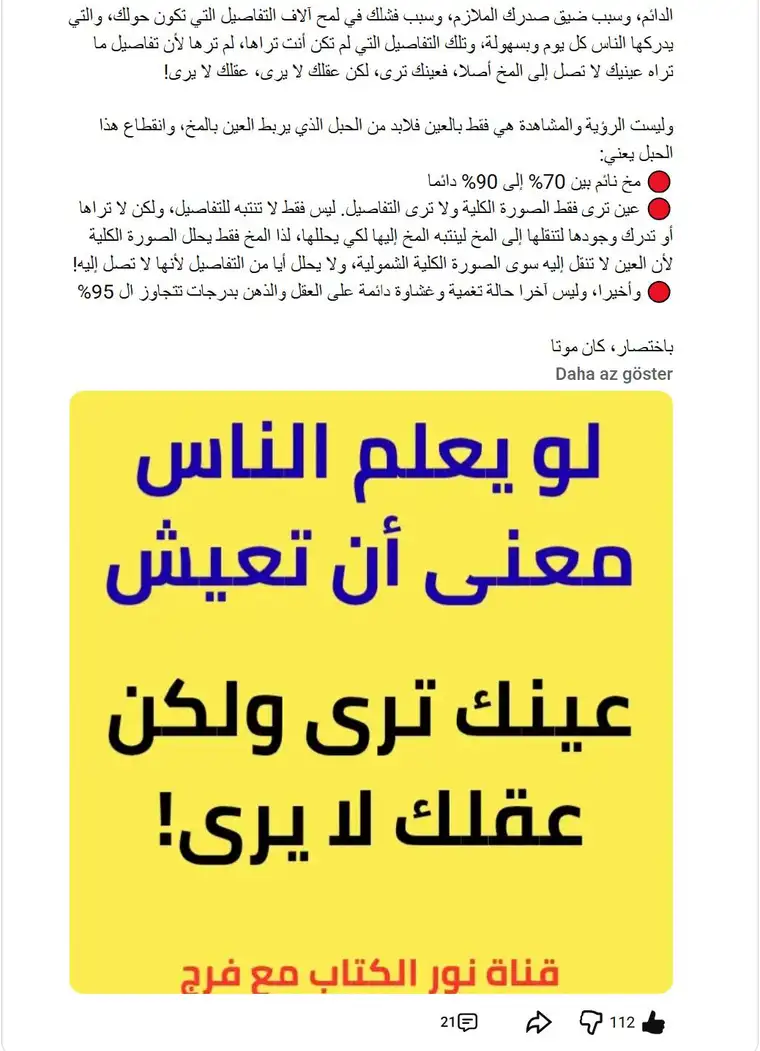 الدائم، وسبب ضيق صدرك الملازم، وسبب فشلك في لمح آلاف التفاصيل التي تكون حولك، والتي
يدركها الناس كل يوم وبسهولة، وتلك التفاصيل التي لم تكن أنت تراها، لم ترها لأن تفاصيل ما
تراه عينيك لا تصل إلى المخ أصلا، فعينك ترى، لكن عقلك لا يرى، عقلك لا يرى!
وليست الرؤية والمشاهدة هي فقط بالعين فلابد من الحبل الذي يربط العين بالمخ، وانقطاع هذا
الحبل يعني:
🔴 مخ نائم بين 70% إلى 90% دائما
🔴 عين ترى فقط الصورة الكلية ولا ترى التفاصيل. ليس فقط لا تنتبه للتفاصيل، ولكن لا تراها
أو تدرك وجودها لتنقلها إلى المخ لينتبه المخ إليها لكي يحللها، لذا المخ فقط يحلل الصورة الكلية
لأن العين لا تنقل إليه سوى الصورة الكلية الشمولية، ولا يحلل أيا من التفاصيل لأنها لا تصل إليه!
🔴 وأخيرا، وليس آخرا حالة تغمية وغشاوة دائمة على العقل والذهن بدرجات تتجاوز ال 95%
باختصار، كان موتا
Daha az göster
لو يعلم الناس
معنى أن تعيش
عينك ترى ولكن
عقلك لا يرى!
قناة نور الكتاب مع فرج
112
21